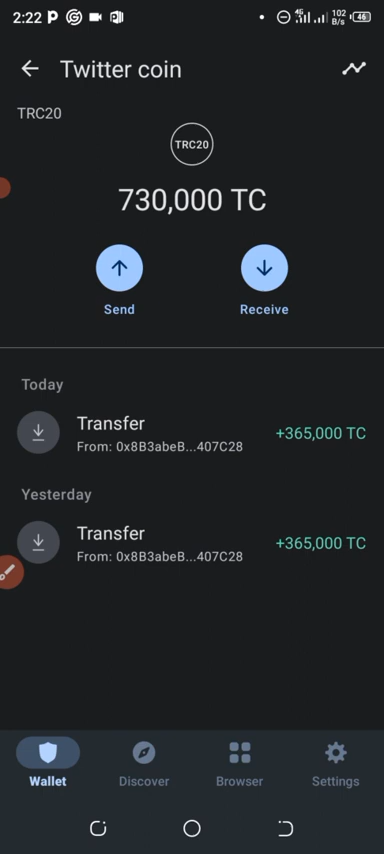 2:22
4G
102
B/s
46
Twitter coin
TRC20
TRC20
730,000 TC
Send
Receive
Today
Transfer
+365,000 TC
From: 0x8B3abeB...407C28
Yesterday
Transfer
+365,000 TC
From: 0x8B3abeB...407C28
Wallet
Discover
Browser
Settings